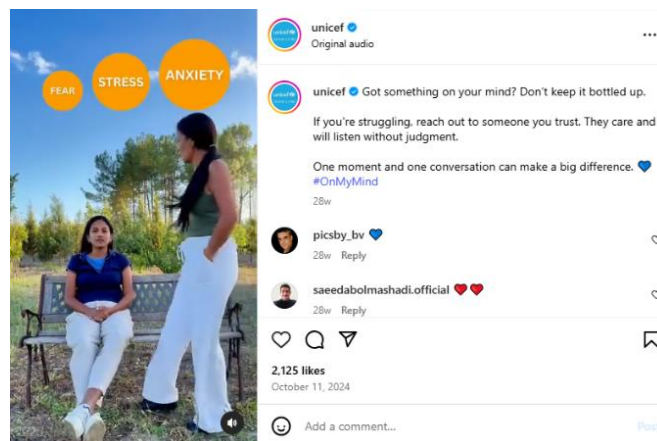 FEAR
STRESS
ANXIETY
unicef
Original audio
unicef Got something on your mind? Don't keep it bottled up.
If you're struggling, reach out to someone you trust. They care and
will listen without judgment.
One moment and one conversation can make a big difference. 💙
#OnMyMind
28w
picsby_bv 💙
28w Reply
saeedabolmashadi.official ❤️❤️
28w Reply
2,125 likes
October 11, 2024
Add a comment...
Post